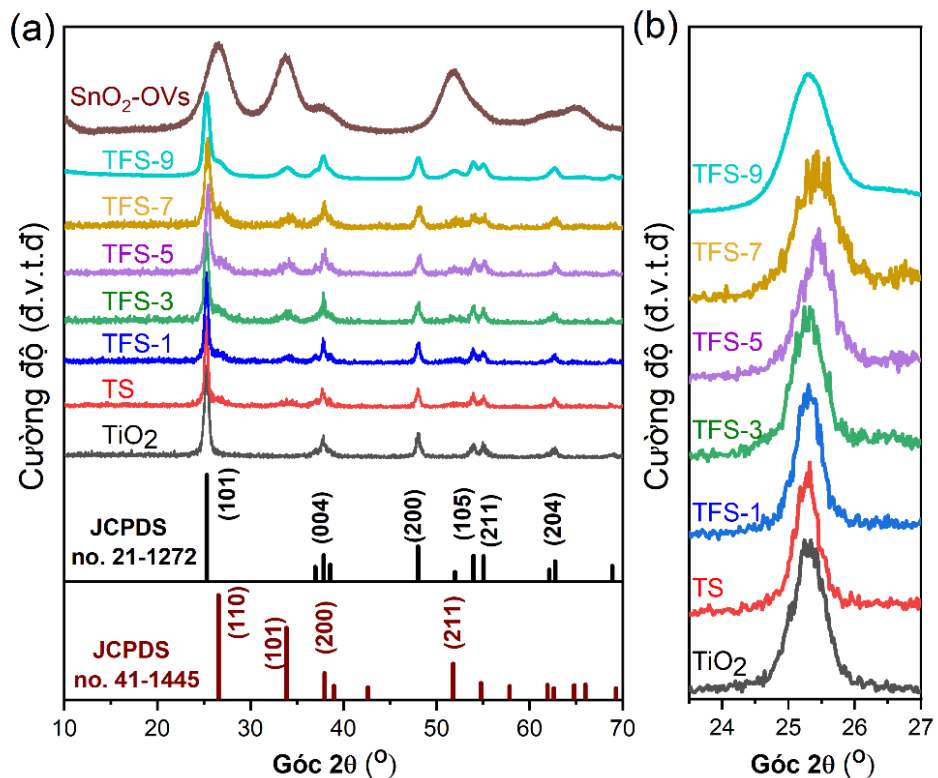 (a)
SnO₂-OVs
TFS-9
TFS-7
TFS-5
TFS-3
TFS-1
TS
TiO₂
(101)
(004)
(200)
(105)
(211)
(204)
JCPDS
no. 21-1272
(110)
(101)
(200)
(211)
JCPDS
no. 41-1445
Cường độ (đ.v.t.đ)
10 20 30 40 50 60 70
Góc 2θ (°)
(b)
TFS-9
TFS-7
TFS-5
TFS-3
TFS-1
TS
TiO₂
Cường độ (đ.v.t.đ)
24 25 26 27
Góc 2θ (°)